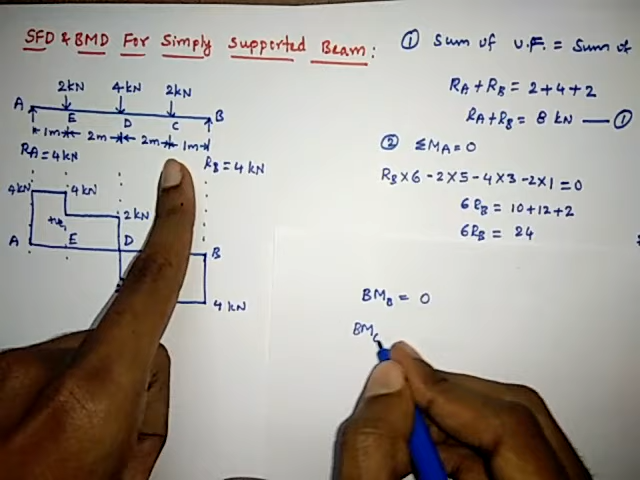 SFD & BMD For Simply Supported Beam:
2kN 4kN 2kN
A E D C B
1m 2m 2m 1m
RA = 4kN RB = 4 kN
4kN 4 kN
2 kN
+ve
A E D B
4 kN
① Sum of U.F. = Sum of
RA + RB = 2+4+2
RA + RB = 8 kN — ①
② ΣMA = 0
RB × 6 - 2×5 - 4×3 - 2×1 = 0
6RB = 10+12+2
6RB = 24
BMB = 0
BMC